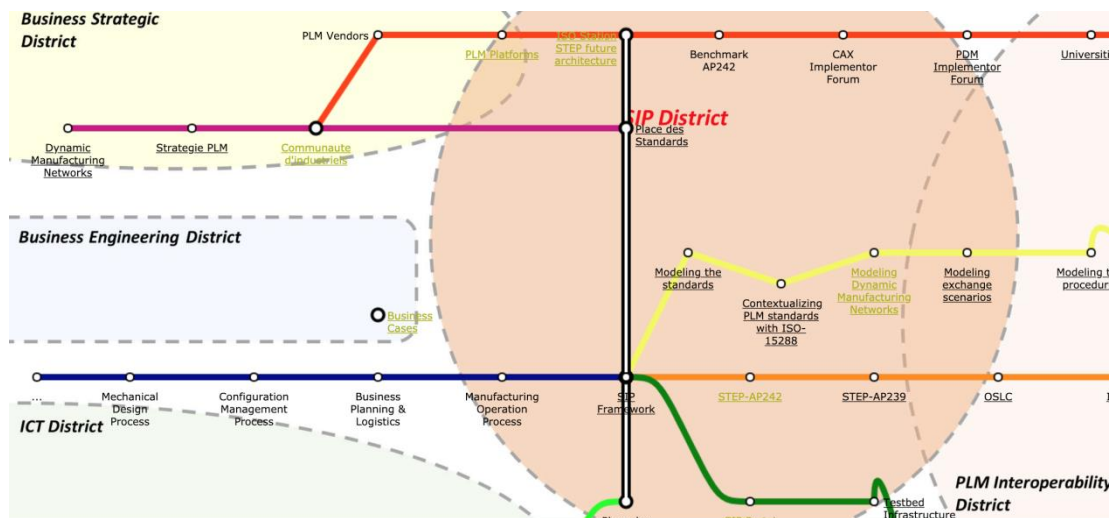 Business Strategic
District
PLM Vendors
PLM Platforms
ISO Station
STEP future
architecture
Benchmark
AP242
CAX
Implementor
Forum
PDM
Implementor
Forum
SIP District
Dynamic
Manufacturing
Networks
Strategie PLM
Communaute
d'industriels
Place des
Standards
Business Engineering District
Business
Cases
Modeling the
standards
Contextualizing
PLM standards
with ISO-
15288
Modeling
Dynamic
Manufacturing
Networks
Modeling
exchange
scenarios
...
Mechanical
Design
Process
Configuration
Management
Process
Business
Planning &
Logistics
Manufacturing
Operation
Process
SIP
Framework
STEP-AP242
STEP-AP239
OSLC
ICT District
PLM Interoperability
District
Testbed
Infrastructure